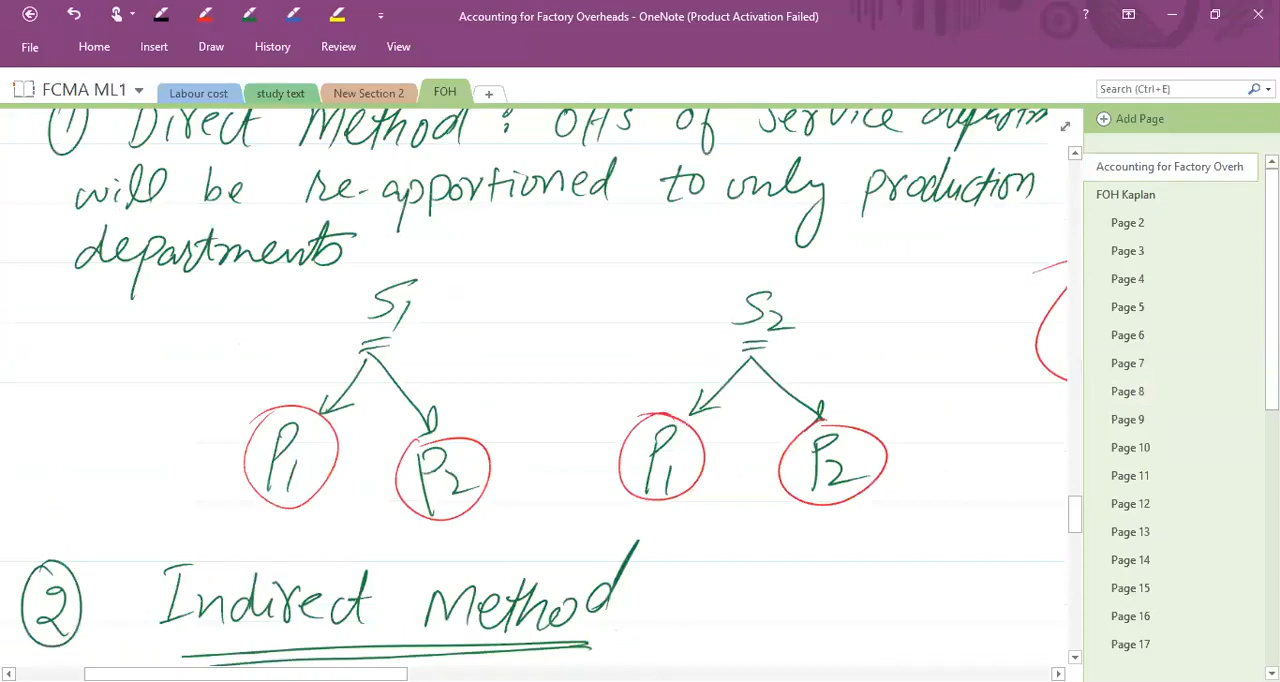 Accounting for Factory Overheads - OneNote (Product Activation Failed)
File Home Insert Draw History Review View
FCMA ML1 Labour cost study text New Section 2 FOH
Search (Ctrl+E)
Add Page
① Direct Method : OHs of service
will be re-apportioned to only production
departments
S1 S2
P1 P2 P1 P2
② Indirect Method
Accounting for Factory Overh
FOH Kaplan
Page 2
Page 3
Page 4
Page 5
Page 6
Page 7
Page 8
Page 9
Page 10
Page 11
Page 12
Page 13
Page 14
Page 15
Page 16
Page 17